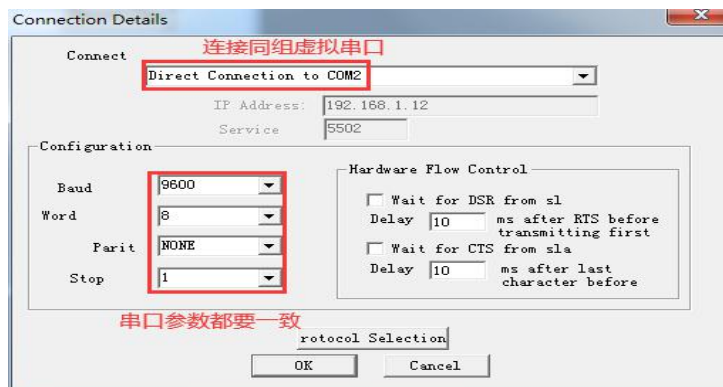 Connection Details
连接同组虚拟串口
Connect
Direct Connection to COM2
IP Address: 192.168.1.12
Service 5502
Configuration
Baud 9600
Word 8
Parit NONE
Stop 1
Hardware Flow Control
Wait for DSR from sl
Delay 10 ms after RTS before
transmitting first
Wait for CTS from sla
Delay 10 ms after last
character before
串口参数都要一致
rotocol Selection
OK Cancel